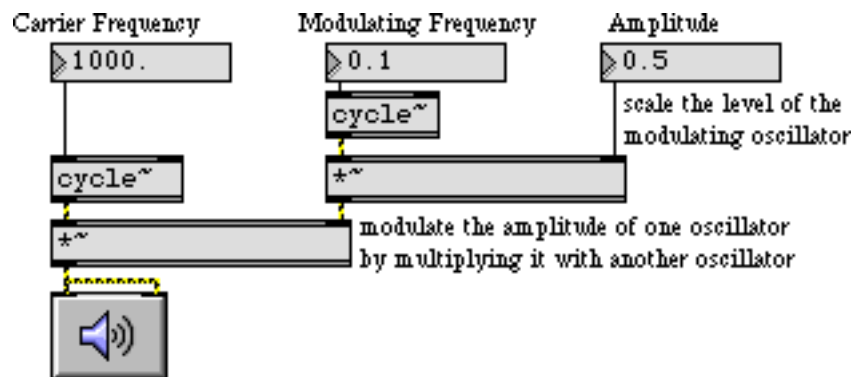 Carrier Frequency
Modulating Frequency
Amplitude
1000.
0.1
0.5
cycle~
scale the level of the
modulating oscillator
cycle~
*~
*~
modulate the amplitude of one oscillator
by multiplying it with another oscillator